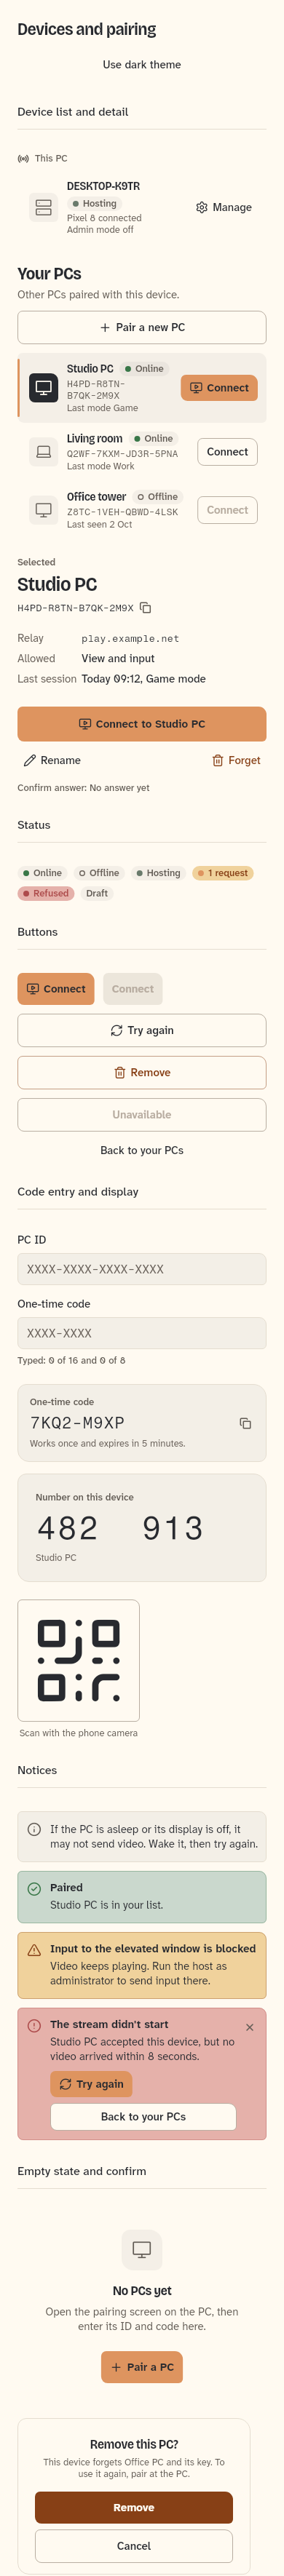 Devices and pairing
Use dark theme
Device list and detail
This PC
DESKTOP-K9TR
Hosting
Pixel 8 connected
Admin mode off
Manage
Your PCs
Other PCs paired with this device.
Pair a new PC
Studio PC
Online
H4PD-R8TN-
B7QK-2M9X
Last mode Game
Connect
Living room
Online
Q2WF-7KXM-JD3R-5PNA
Last mode Work
Connect
Office tower
Offline
Z8TC-1VEH-QBWD-4LSK
Last seen 2 Oct
Connect
Selected
Studio PC
H4PD-R8TN-B7QK-2M9X
Relay play.example.net
Allowed View and input
Last session Today 09:12, Game mode
Connect to Studio PC
Rename
Forget
Confirm answer: No answer yet
Status
Online
Offline
Hosting
1 request
Refused
Draft
Buttons
Connect
Connect
Try again
Remove
Unavailable
Back to your PCs
Code entry and display
PC ID
XXXX-XXXX-XXXX-XXXX
One-time code
XXXX-XXXX
Typed: 0 of 16 and 0 of 8
One-time code
7KQ2-M9XP
Works once and expires in 5 minutes.
Number on this device
482 913
Studio PC
Scan with the phone camera
Notices
If the PC is asleep or its display is off, it
may not send video. Wake it, then try again.
Paired
Studio PC is in your list.
Input to the elevated window is blocked
Video keeps playing. Run the host as
administrator to send input there.
The stream didn't start
Studio PC accepted this device, but no
video arrived within 8 seconds.
Try again
Back to your PCs
Empty state and confirm
No PCs yet
Open the pairing screen on the PC, then
enter its ID and code here.
Pair a PC
Remove this PC?
This device forgets Office PC and its key. To
use it again, pair at the PC.
Remove
Cancel